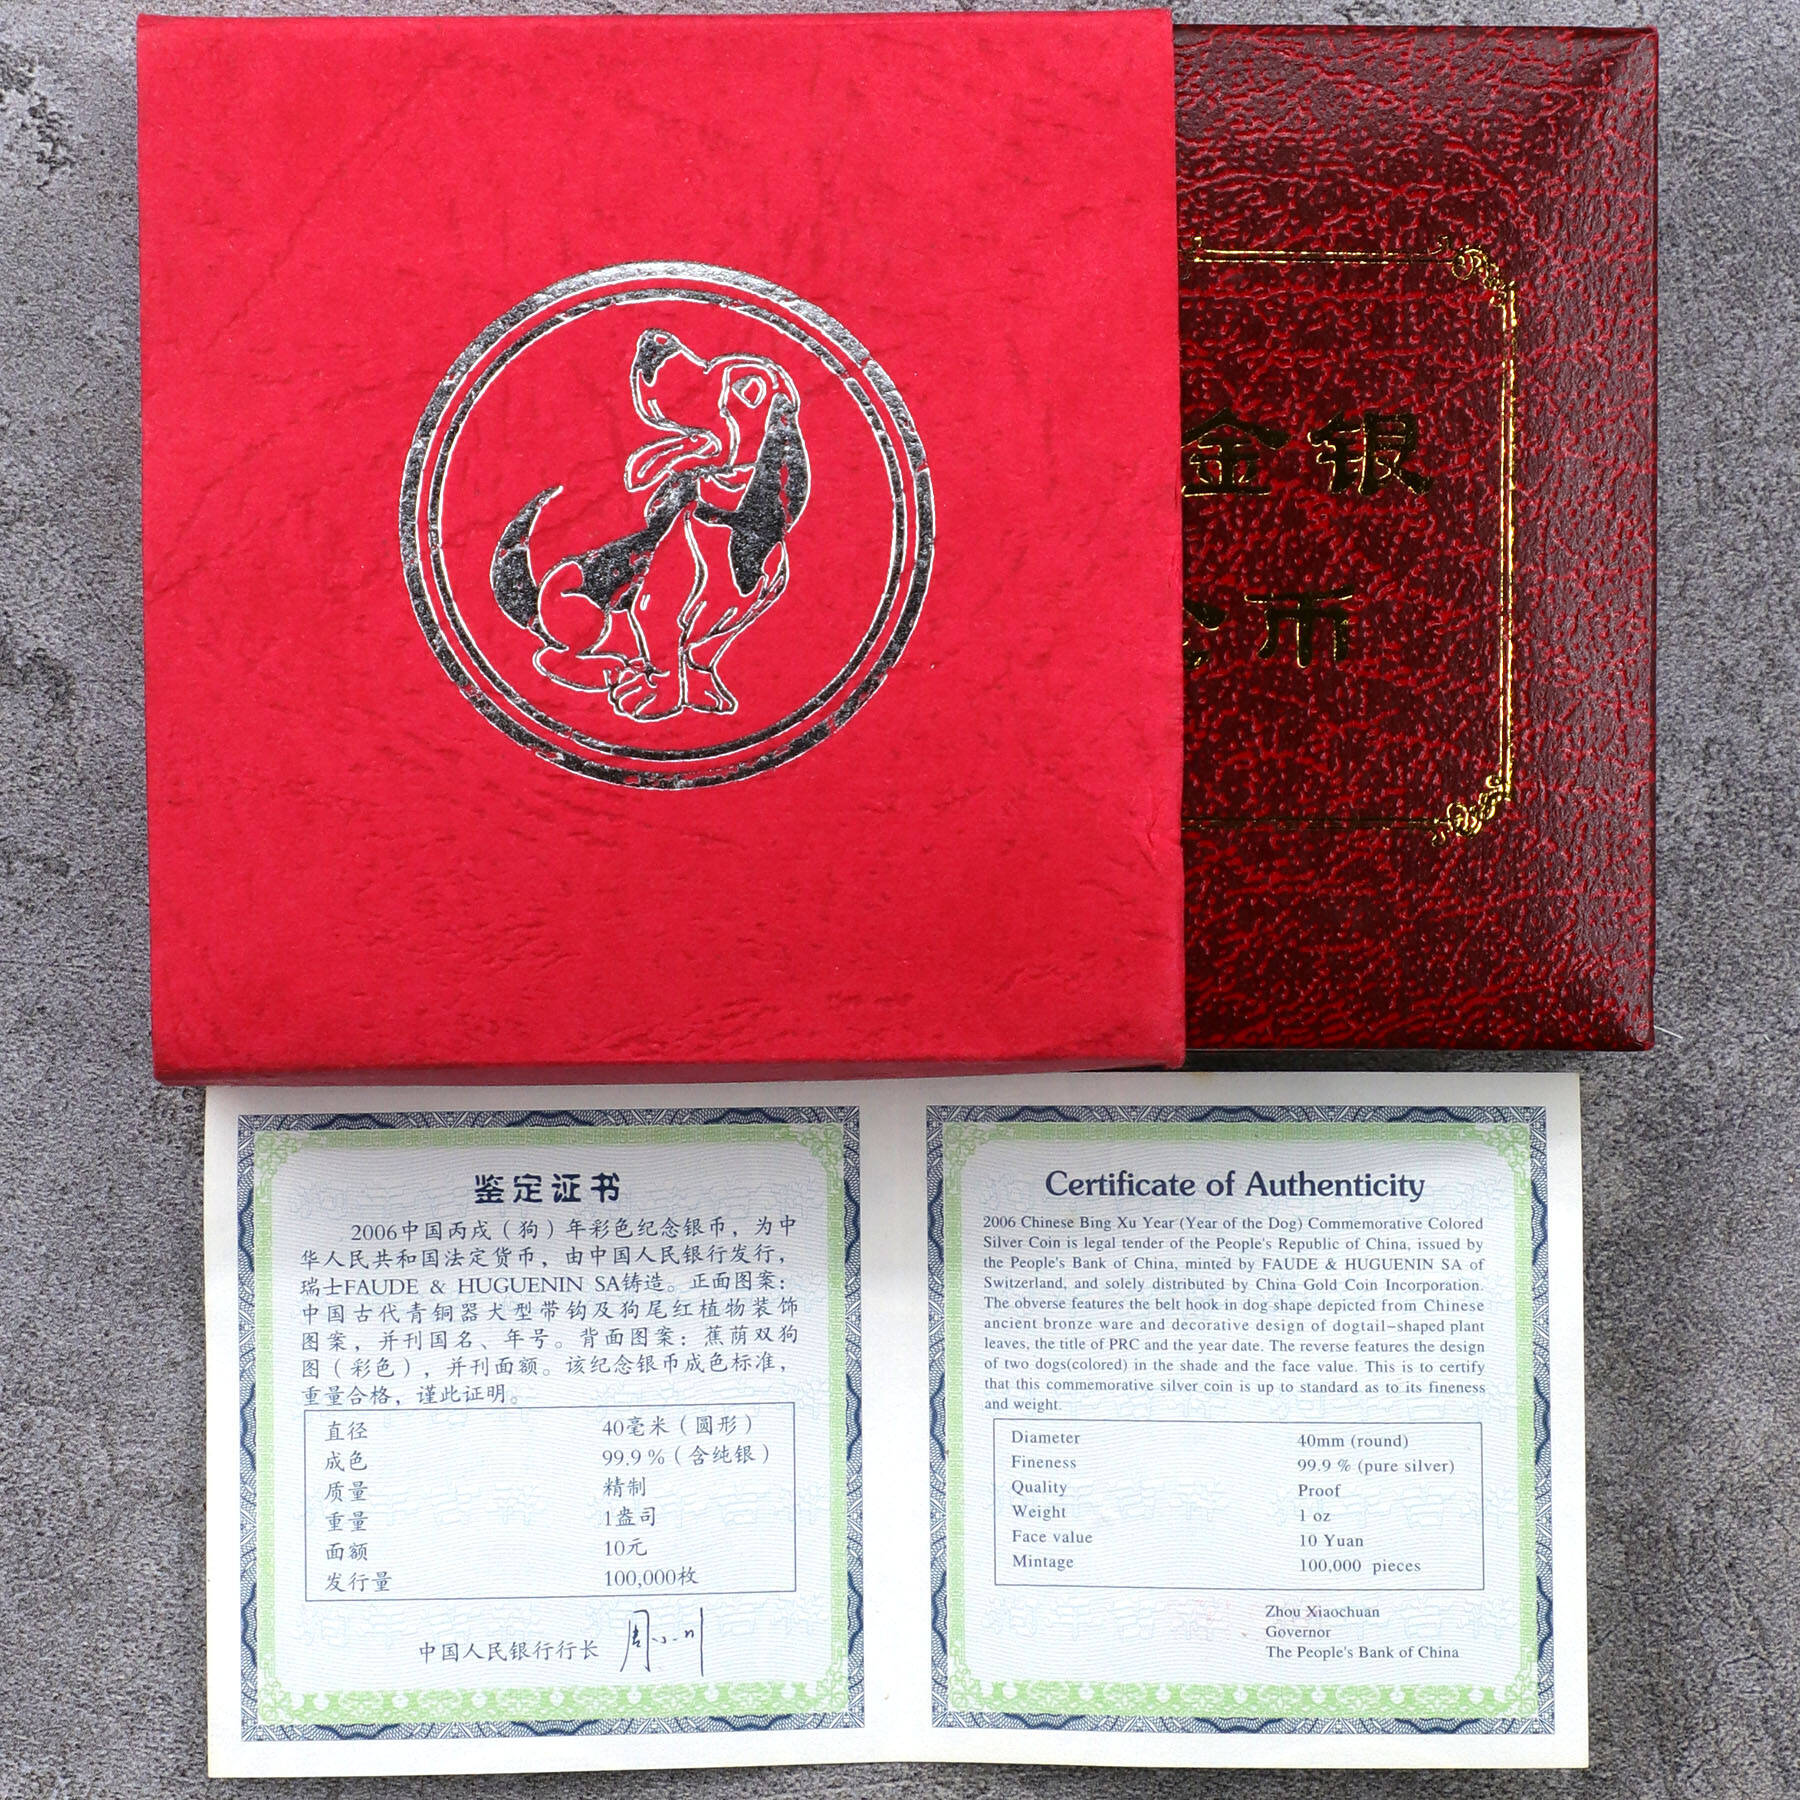 金银
币
鉴定证书
2006中国丙戌（狗）年彩色纪念银币，为中
华人民共和国法定货币，由中国人民银行发行，
瑞士FAUDE & HUGUENIN SA铸造。正面图案：
中国古代青铜器犬型带钩及狗尾红植物装饰
图案，并刊国名、年号。背面图案：蕉荫双狗
图（彩色），并刊面额。该纪念银币成色标准，
重量合格，谨此证明。
直径 40毫米（圆形）
成色 99.9 %（含纯银）
质量 精制
重量 1盎司
面额 10元
发行量 100,000枚
中国人民银行行长
Certificate of Authenticity
2006 Chinese Bing Xu Year (Year of the Dog) Commemorative Colored
Silver Coin is legal tender of the People's Republic of China, issued by
the People's Bank of China, minted by FAUDE & HUGUENIN SA of
Switzerland, and solely distributed by China Gold Coin Incorporation.
The obverse features the belt hook in dog shape depicted from Chinese
ancient bronze ware and decorative design of dogtail-shaped plant
leaves, the title of PRC and the year date. The reverse features the design
of two dogs(colored) in the shade and the face value. This is to certify
that this commemorative silver coin is up to standard as to its fineness
and weight.
Diameter 40mm (round)
Fineness 99.9 % (pure silver)
Quality Proof
Weight 1 oz
Face value 10 Yuan
Mintage 100,000 pieces
Zhou Xiaochuan
Governor
The People's Bank of China